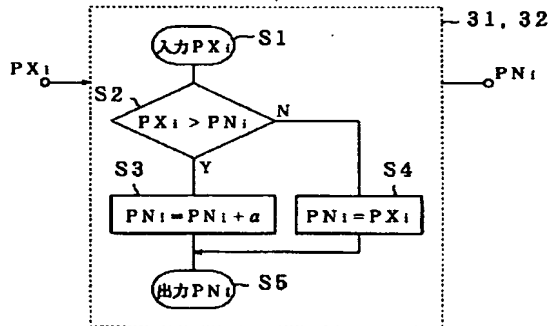 31, 32
入力PXi
S1
PXi
S2
PXi > PNi
N
PNi
Y
S3
S4
PNi=PNi+a
PNi=PXi
出力PNi
S5